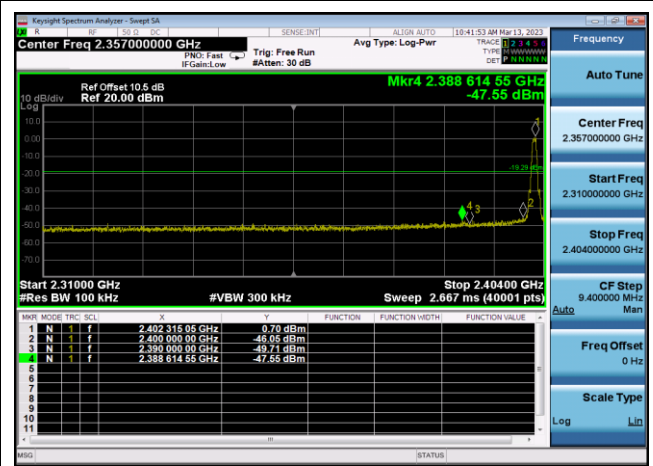 Keysight Spectrum Analyzer - Swept SA
R RF 50 Ω DC SENSE:INT ALIGN AUTO 10:41:53 AM Mar 13, 2023
Center Freq 2.357000000 GHz
PNO: Fast
IFGain:Low
Trig: Free Run
#Atten: 30 dB
Avg Type: Log-Pwr
TRACE 1 2 3 4 5 6
TYPE M WWWWW
DET P N N N N N
Ref Offset 10.5 dB
10 dB/div Ref 20.00 dBm
Log
Mkr4 2.388 614 55 GHz
-47.55 dBm
10.0
0.00
-10.0
-20.0
-30.0
-40.0
-50.0
-60.0
-70.0
1
-19.29 dBm
4 3 2
Start 2.31000 GHz Stop 2.40400 GHz
#Res BW 100 kHz #VBW 300 kHz Sweep 2.667 ms (40001 pts)
MKR MODE TRC SCL X Y FUNCTION FUNCTION WIDTH FUNCTION VALUE
1 N 1 f 2.402 315 05 GHz 0.70 dBm
2 N 1 f 2.400 000 00 GHz -46.05 dBm
3 N 1 f 2.390 000 00 GHz -49.71 dBm
4 N 1 f 2.388 614 55 GHz -47.55 dBm
5
6
7
8
9
10
11
MSG STATUS
Frequency
Auto Tune
Center Freq
2.357000000 GHz
Start Freq
2.310000000 GHz
Stop Freq
2.404000000 GHz
CF Step
9.400000 MHz
Auto Man
Freq Offset
0 Hz
Scale Type
Log Lin